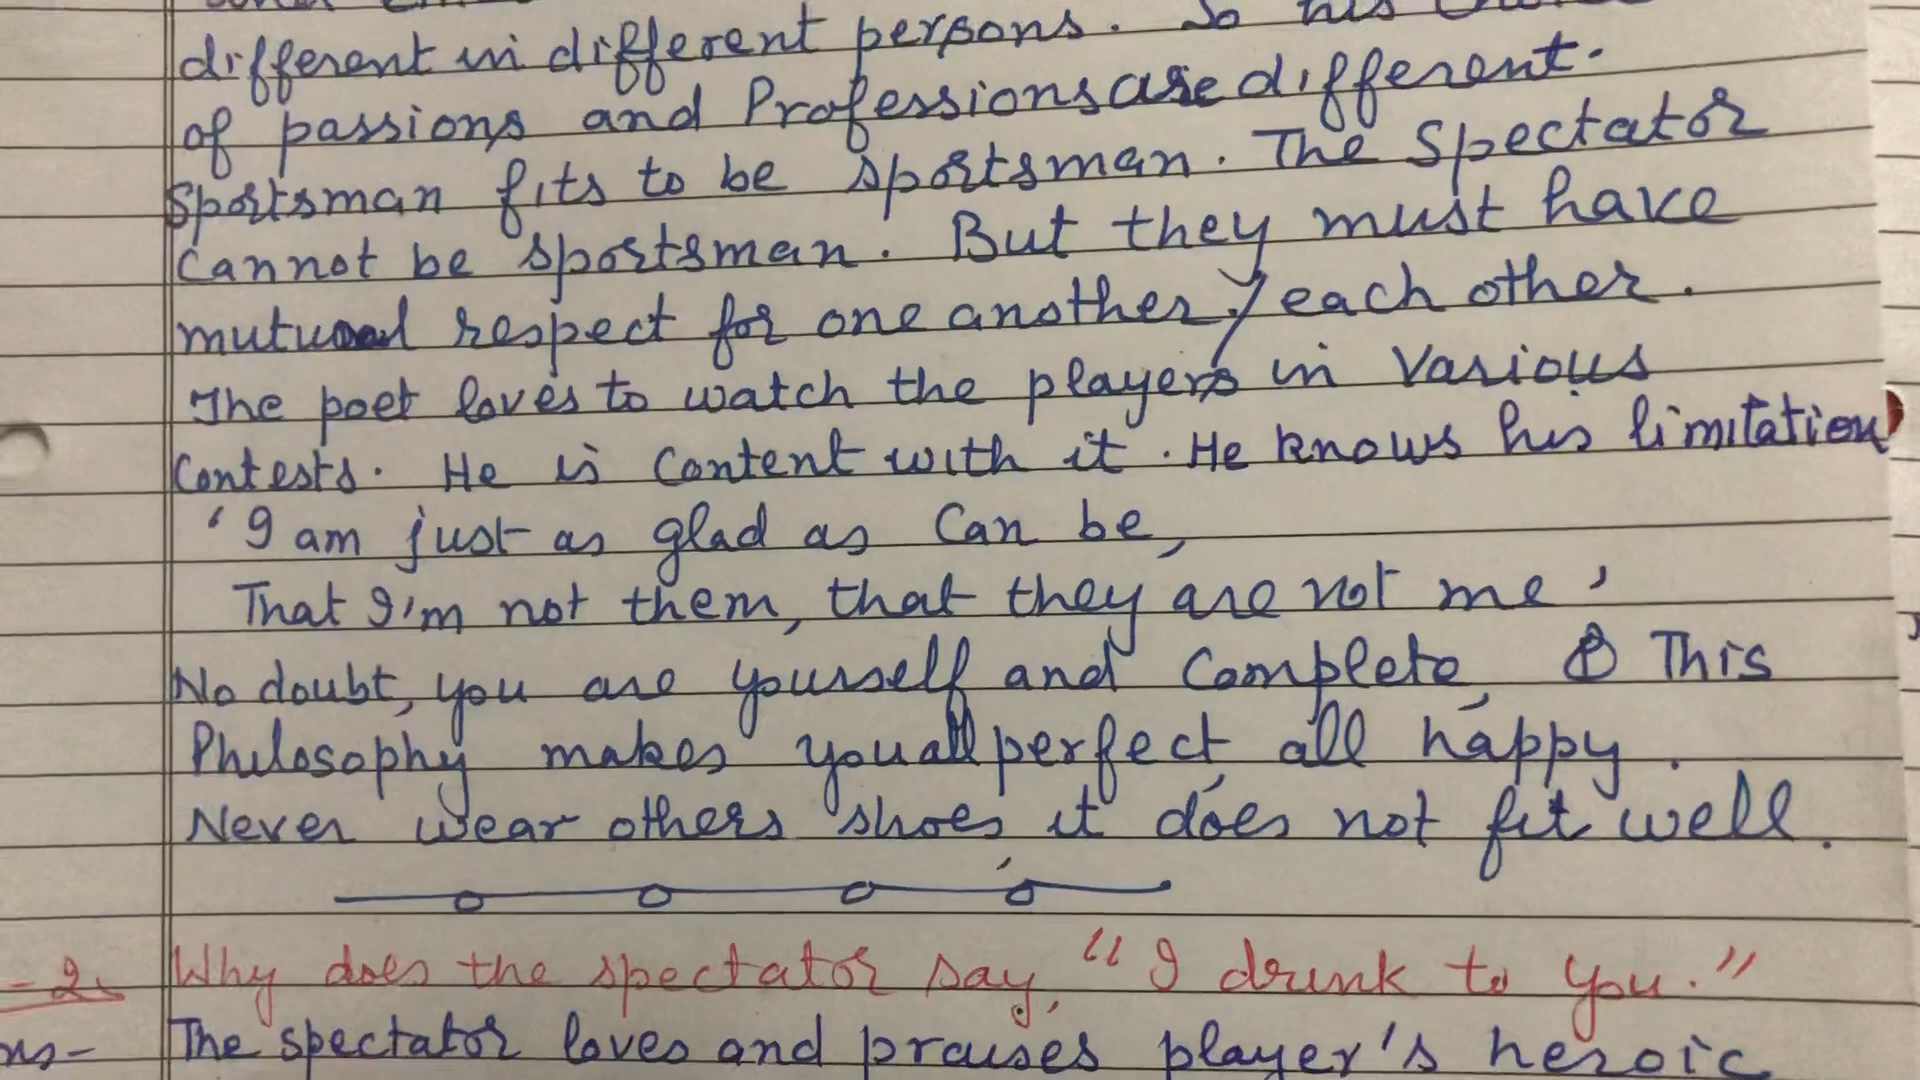 different in different persons. So his
of passions and Professions are different.
Sportsman fits to be sportsman. The Spectator
Cannot be sportsman. But they must have
mutual respect for one another / each other.
The poet loves to watch the players in Various
Contests. He is Content with it. He knows his limitation
'I am just as glad as Can be,
That I'm not them, that they are not me'
No doubt, you are yourself and Complete, This
Philosophy makes you all perfect all happy.
Never wear others shoes it does not fit well.
- 2. Why does the spectator say, "I drink to you."
ns- The spectator loves and praises player's heroic